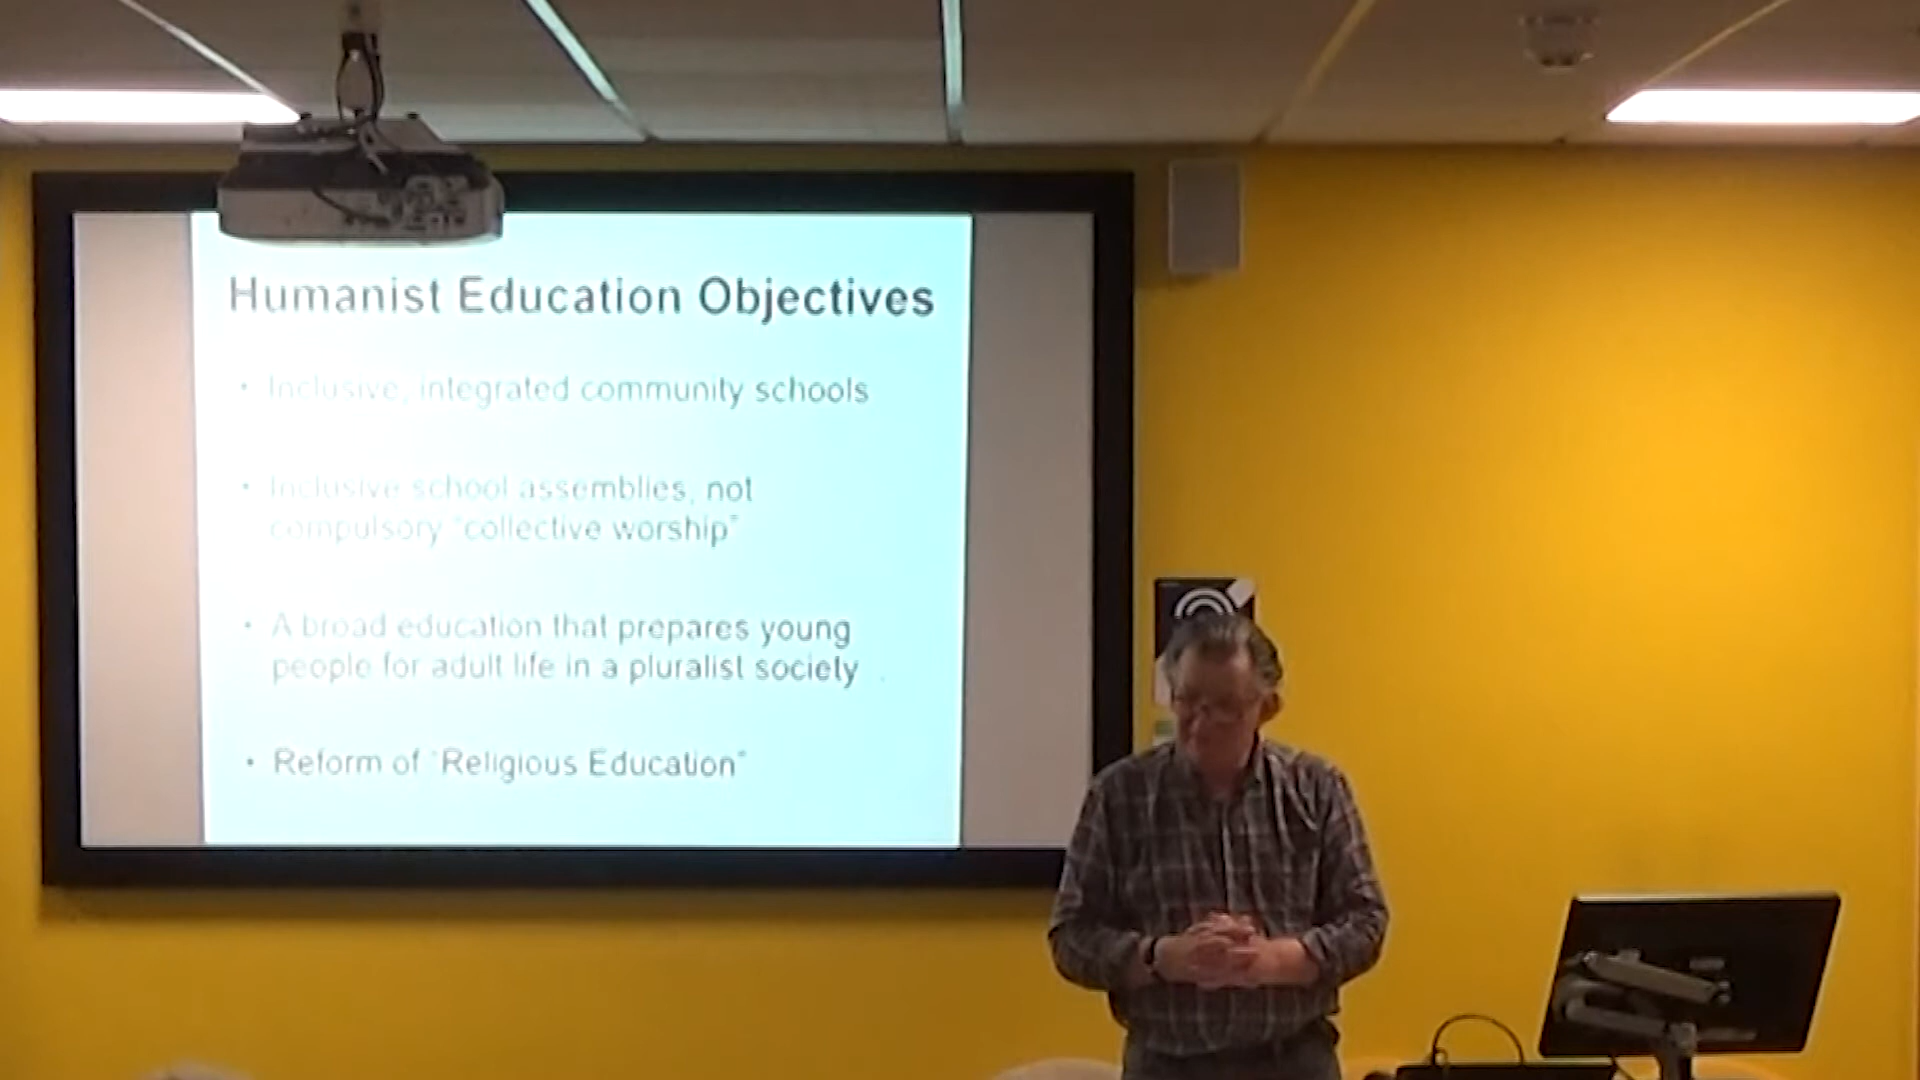 Humanist Education Objectives
• Inclusive, integrated community schools
• Inclusive school assemblies, not
compulsory "collective worship"
• A broad education that prepares young
people for adult life in a pluralist society
• Reform of "Religious Education"